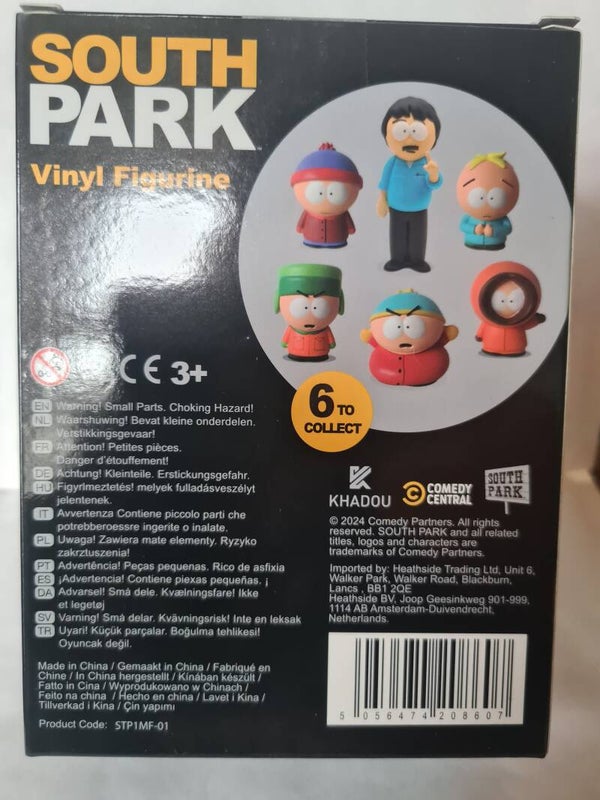 SOUTH
PARK
Vinyl Figurine
6 TO
COLLECT
CE 3+
EN Warning! Small Parts. Choking Hazard!
NL Waarshuwing! Bevat kleine onderdelen.
Verstikkingsgevaar!
FR Attention! Petites pièces.
Danger d'étouffement!
DE Achtung! Kleinteile. Erstickungsgefahr.
HU Figyrlmeztetés! melyek fulladásveszélyt
jelentenek.
IT Avvertenza Contiene piccolo parti che
potrebberoessre ingerite o inalate.
PL Uwaga! Zawiera mate elementy. Ryzyko
zakrztuszenia!
PT Advertência! Peças pequenas. Rico de asfixia
ES ¡Advertencia! Contiene piexas pequeñas. ¡
DA Advarsel! Små dele. Kvælningsfare! Ikke
et legetøj
SV Varning! Små delar. Kvävningsrisk! Inte en leksak
TR Uyari! Küçük parçalar. Boğulma tehlikesi!
Oyuncak değil.
Made in China / Gemaakt in China / Fabriqué en
Chine / In China hergestellt / Kínában készült /
Fatto in Cina / Wyprodukowano w Chinach /
Feito na china / Hecho en china / Lavet i Kina /
Tillverkad i Kina / Çin yapımı
Product Code: STP1MF-01
KHADOU
COMEDY
CENTRAL
SOUTH
PARK
© 2024 Comedy Partners. All rights
reserved. SOUTH PARK and all related
titles, logos and characters are
trademarks of Comedy Partners.
Imported by: Heathside Trading Ltd, Unit 6,
Walker Park, Walker Road, Blackburn,
Lancs , BB1 2QE
Heathside BV, Joop Geesinkweg 901-999,
1114 AB Amsterdam-Duivendrecht,
Netherlands.
5 056474 208607